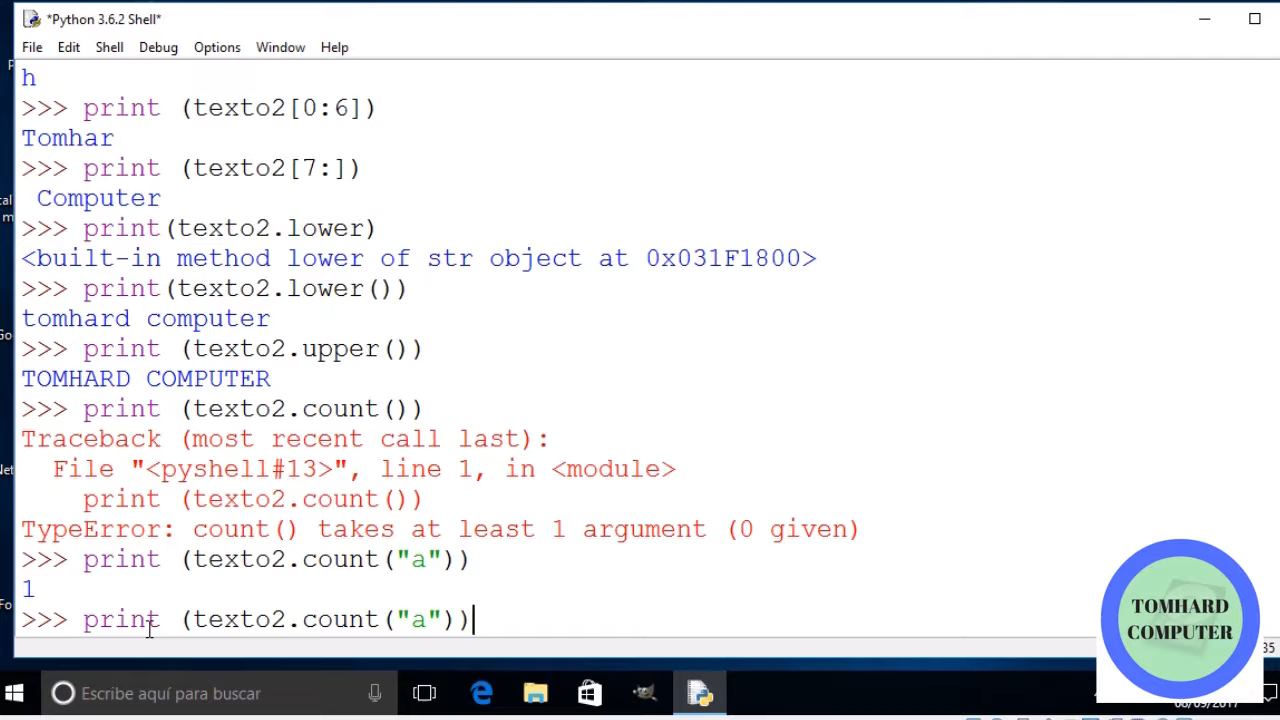 *Python 3.6.2 Shell*
File Edit Shell Debug Options Window Help
h
>>> print (texto2[0:6])
Tomhar
>>> print (texto2[7:])
 Computer
>>> print(texto2.lower)
<built-in method lower of str object at 0x031F1800>
>>> print(texto2.lower())
tomhard computer
>>> print (texto2.upper())
TOMHARD COMPUTER
>>> print (texto2.count())
Traceback (most recent call last):
  File "<pyshell#13>", line 1, in <module>
    print (texto2.count())
TypeError: count() takes at least 1 argument (0 given)
>>> print (texto2.count("a"))
1
>>> print (texto2.count("a"))
TOMHARD
COMPUTER
35
Escribe aquí para buscar
08/09/2017